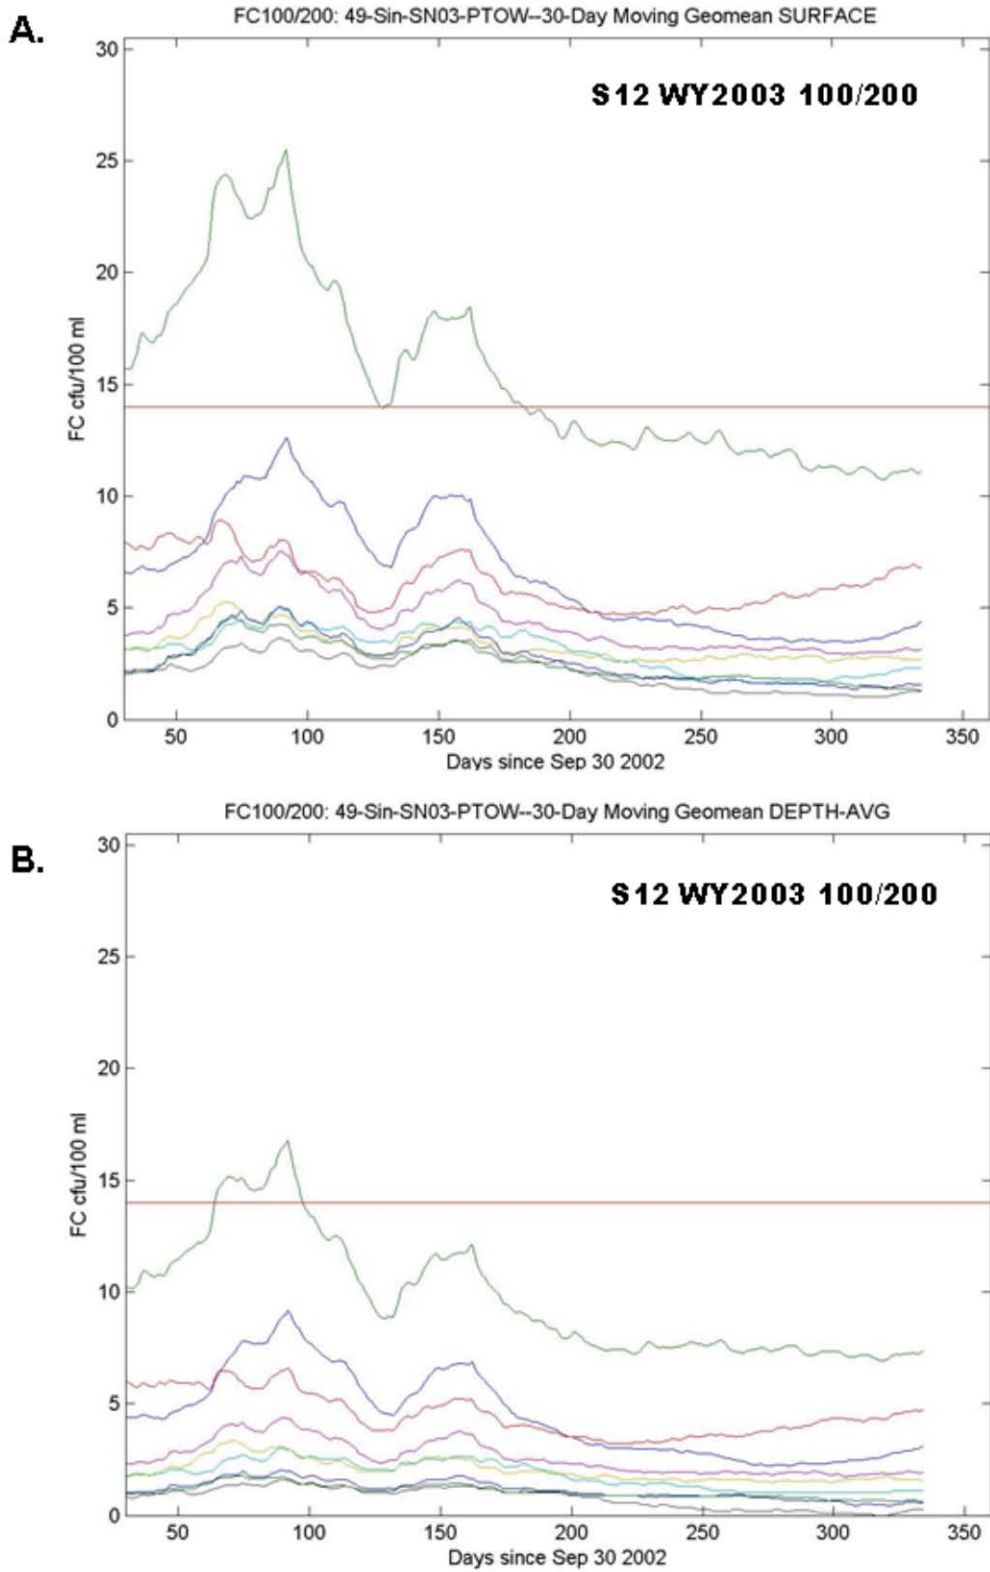 A.
FC100/200: 49-Sin-SN03-PTOW--30-Day Moving Geomean SURFACE
S12 WY2003 100/200
30
25
20
15
10
5
0
FC cfu/100 ml
50 100 150 200 250 300 350
Days since Sep 30 2002
FC100/200: 49-Sin-SN03-PTOW--30-Day Moving Geomean DEPTH-AVG
B.
S12 WY2003 100/200
30
25
20
15
10
5
0
FC cfu/100 ml
50 100 150 200 250 300 350
Days since Sep 30 2002